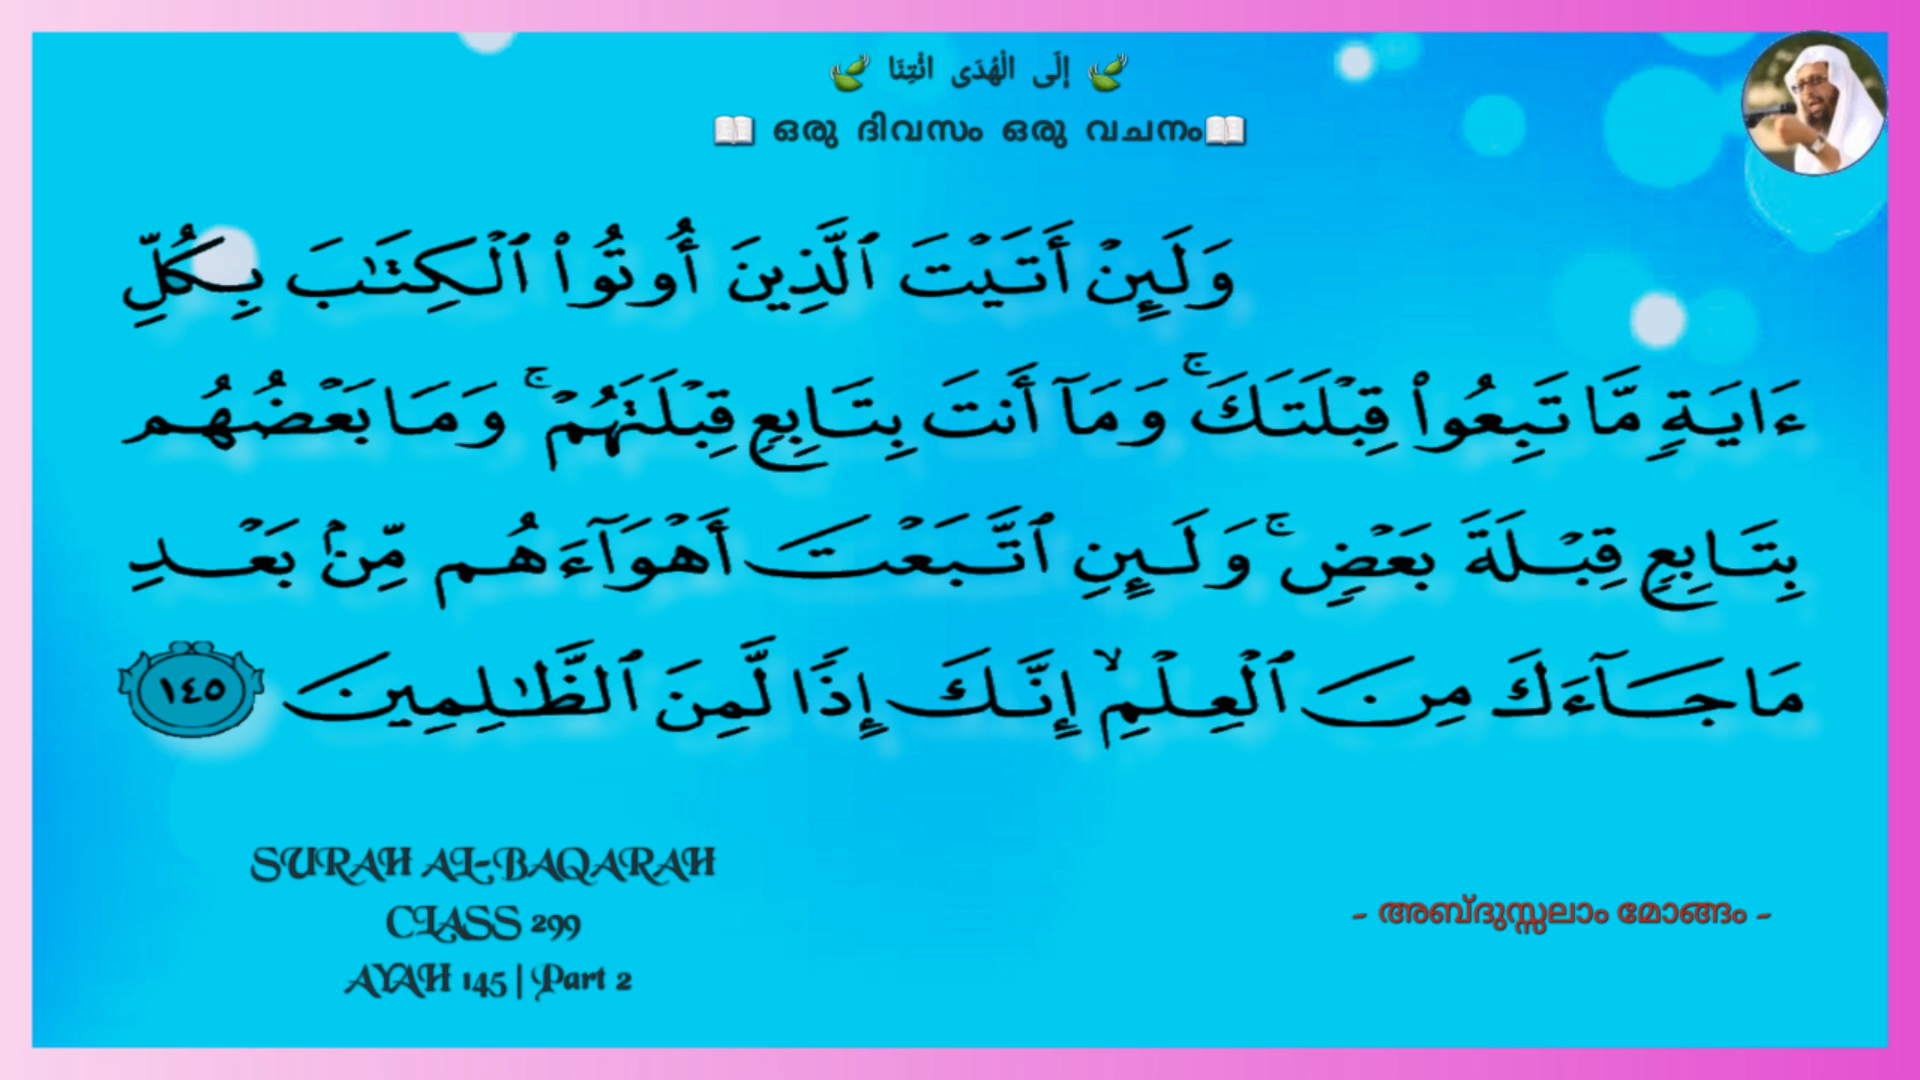 🍃 إلَى الْهُدَى ائْتِنَا 🍃
📖 ഒരു ദിവസം ഒരു വചനം📖
وَلَئِنۡ أَتَيۡتَ ٱلَّذِينَ أُوتُواْ ٱلۡكِتَٰبَ بِكُلِّ
ءَايَةٖ مَّا تَبِعُواْ قِبۡلَتَكَۚ وَمَآ أَنتَ بِتَابِعٖ قِبۡلَتَهُمۡۚ وَمَا بَعۡضُهُم
بِتَابِعٖ قِبۡلَةَ بَعۡضٖۚ وَلَئِنِ ٱتَّبَعۡتَ أَهۡوَآءَهُم مِّنۢ بَعۡدِ
مَا جَآءَكَ مِنَ ٱلۡعِلۡمِۙ إِنَّكَ إِذٗا لَّمِنَ ٱلظَّٰلِمِينَ ١٤٥
SURAH AL-BAQARAH
CLASS 299
AYAH 145 | Part 2
- അബ്ദുസ്സലാം മോങ്ങം -